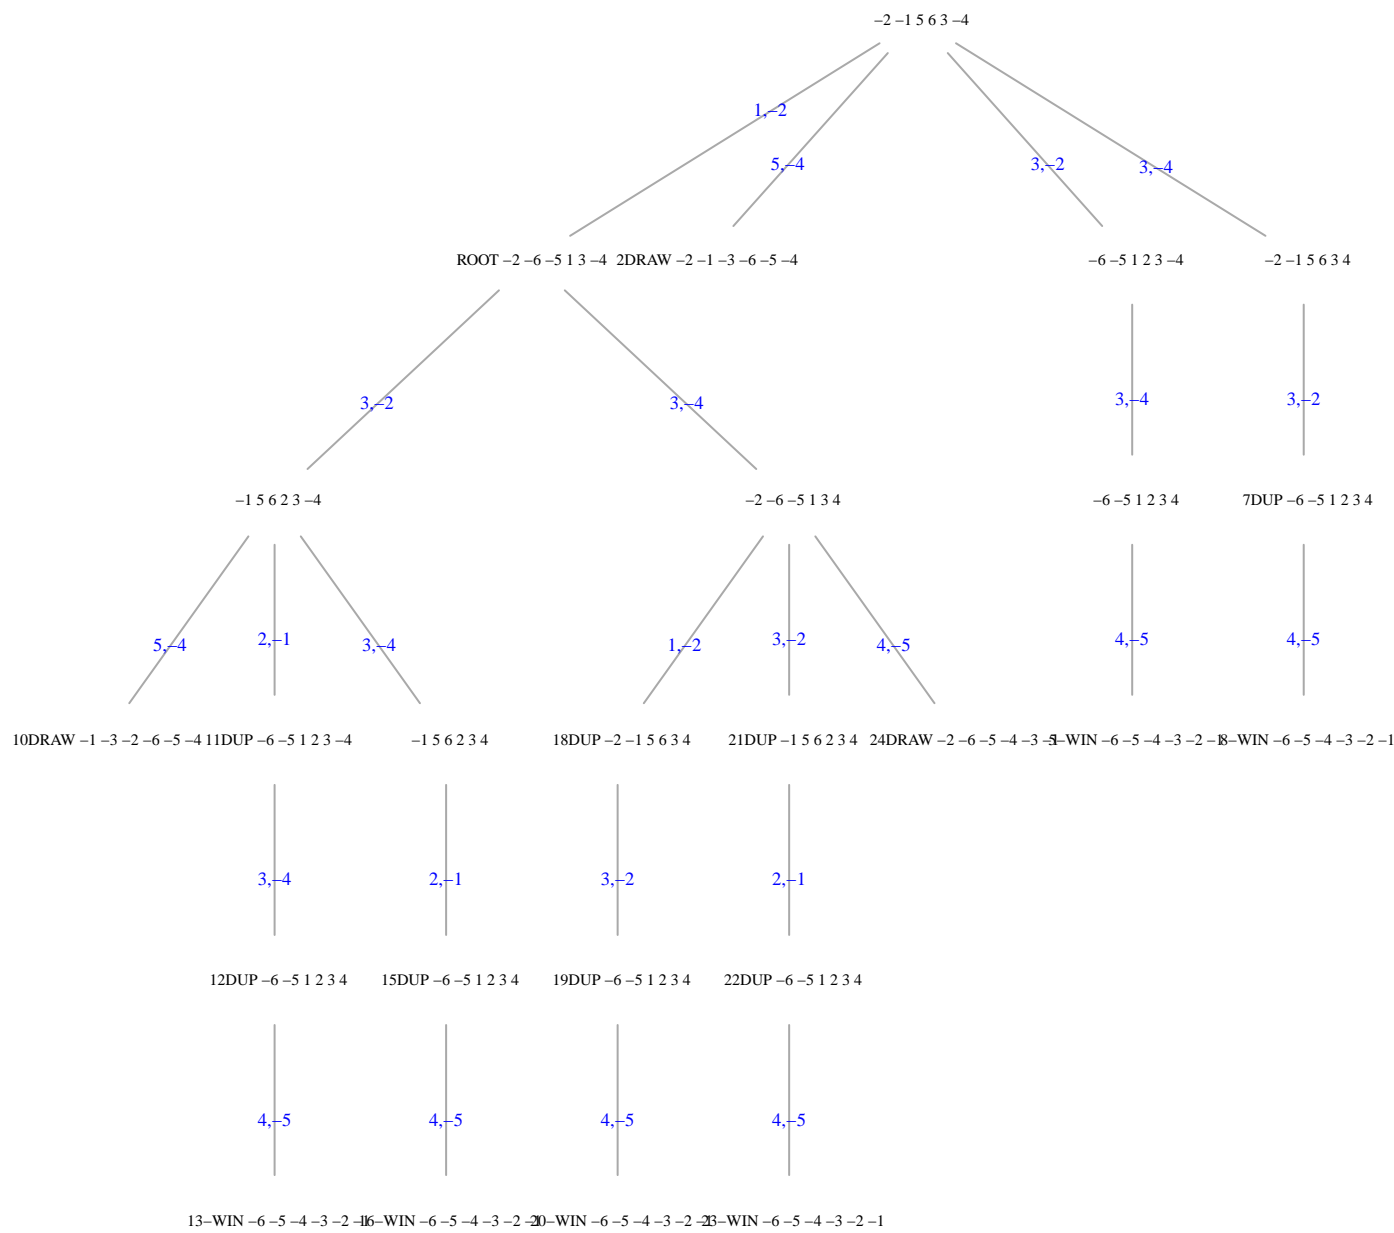 –2 –1 5 6 3 –4
1,–2
5,–4
3,–2
3,–4
ROOT –2 –6 –5 1 3 –4
2DRAW –2 –1 –3 –6 –5 –4
–6 –5 1 2 3 –4
–2 –1 5 6 3 4
3,–2
3,–4
3,–4
3,–2
–1 5 6 2 3 –4
–2 –6 –5 1 3 4
–6 –5 1 2 3 4
7DUP –6 –5 1 2 3 4
5,–4
2,–1
3,–4
1,–2
3,–2
4,–5
4,–5
4,–5
10DRAW –1 –3 –2 –6 –5 –4
11DUP –6 –5 1 2 3 –4
–1 5 6 2 3 4
18DUP –2 –1 5 6 3 4
21DUP –1 5 6 2 3 4
24DRAW –2 –6 –5 –4 –3
–WIN –6 –5 –4 –3 –2
–WIN –6 –5 –4 –3 –2 –1
3,–4
2,–1
3,–2
2,–1
12DUP –6 –5 1 2 3 4
15DUP –6 –5 1 2 3 4
19DUP –6 –5 1 2 3 4
22DUP –6 –5 1 2 3 4
4,–5
4,–5
4,–5
4,–5
13–WIN –6 –5 –4 –3 –2 –1
16–WIN –6 –5 –4 –3 –2 –1
20–WIN –6 –5 –4 –3 –2 –1
23–WIN –6 –5 –4 –3 –2 –1